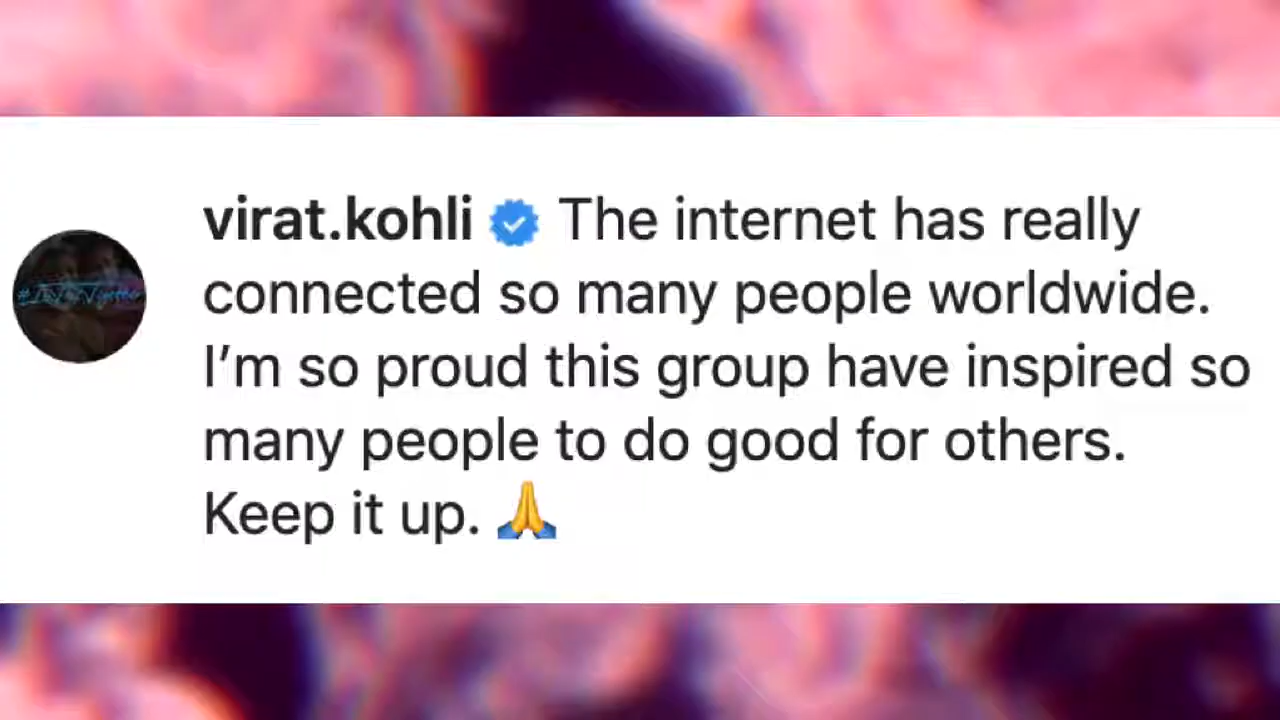 virat.kohli The internet has really
connected so many people worldwide.
I’m so proud this group have inspired so
many people to do good for others.
Keep it up. 🙏